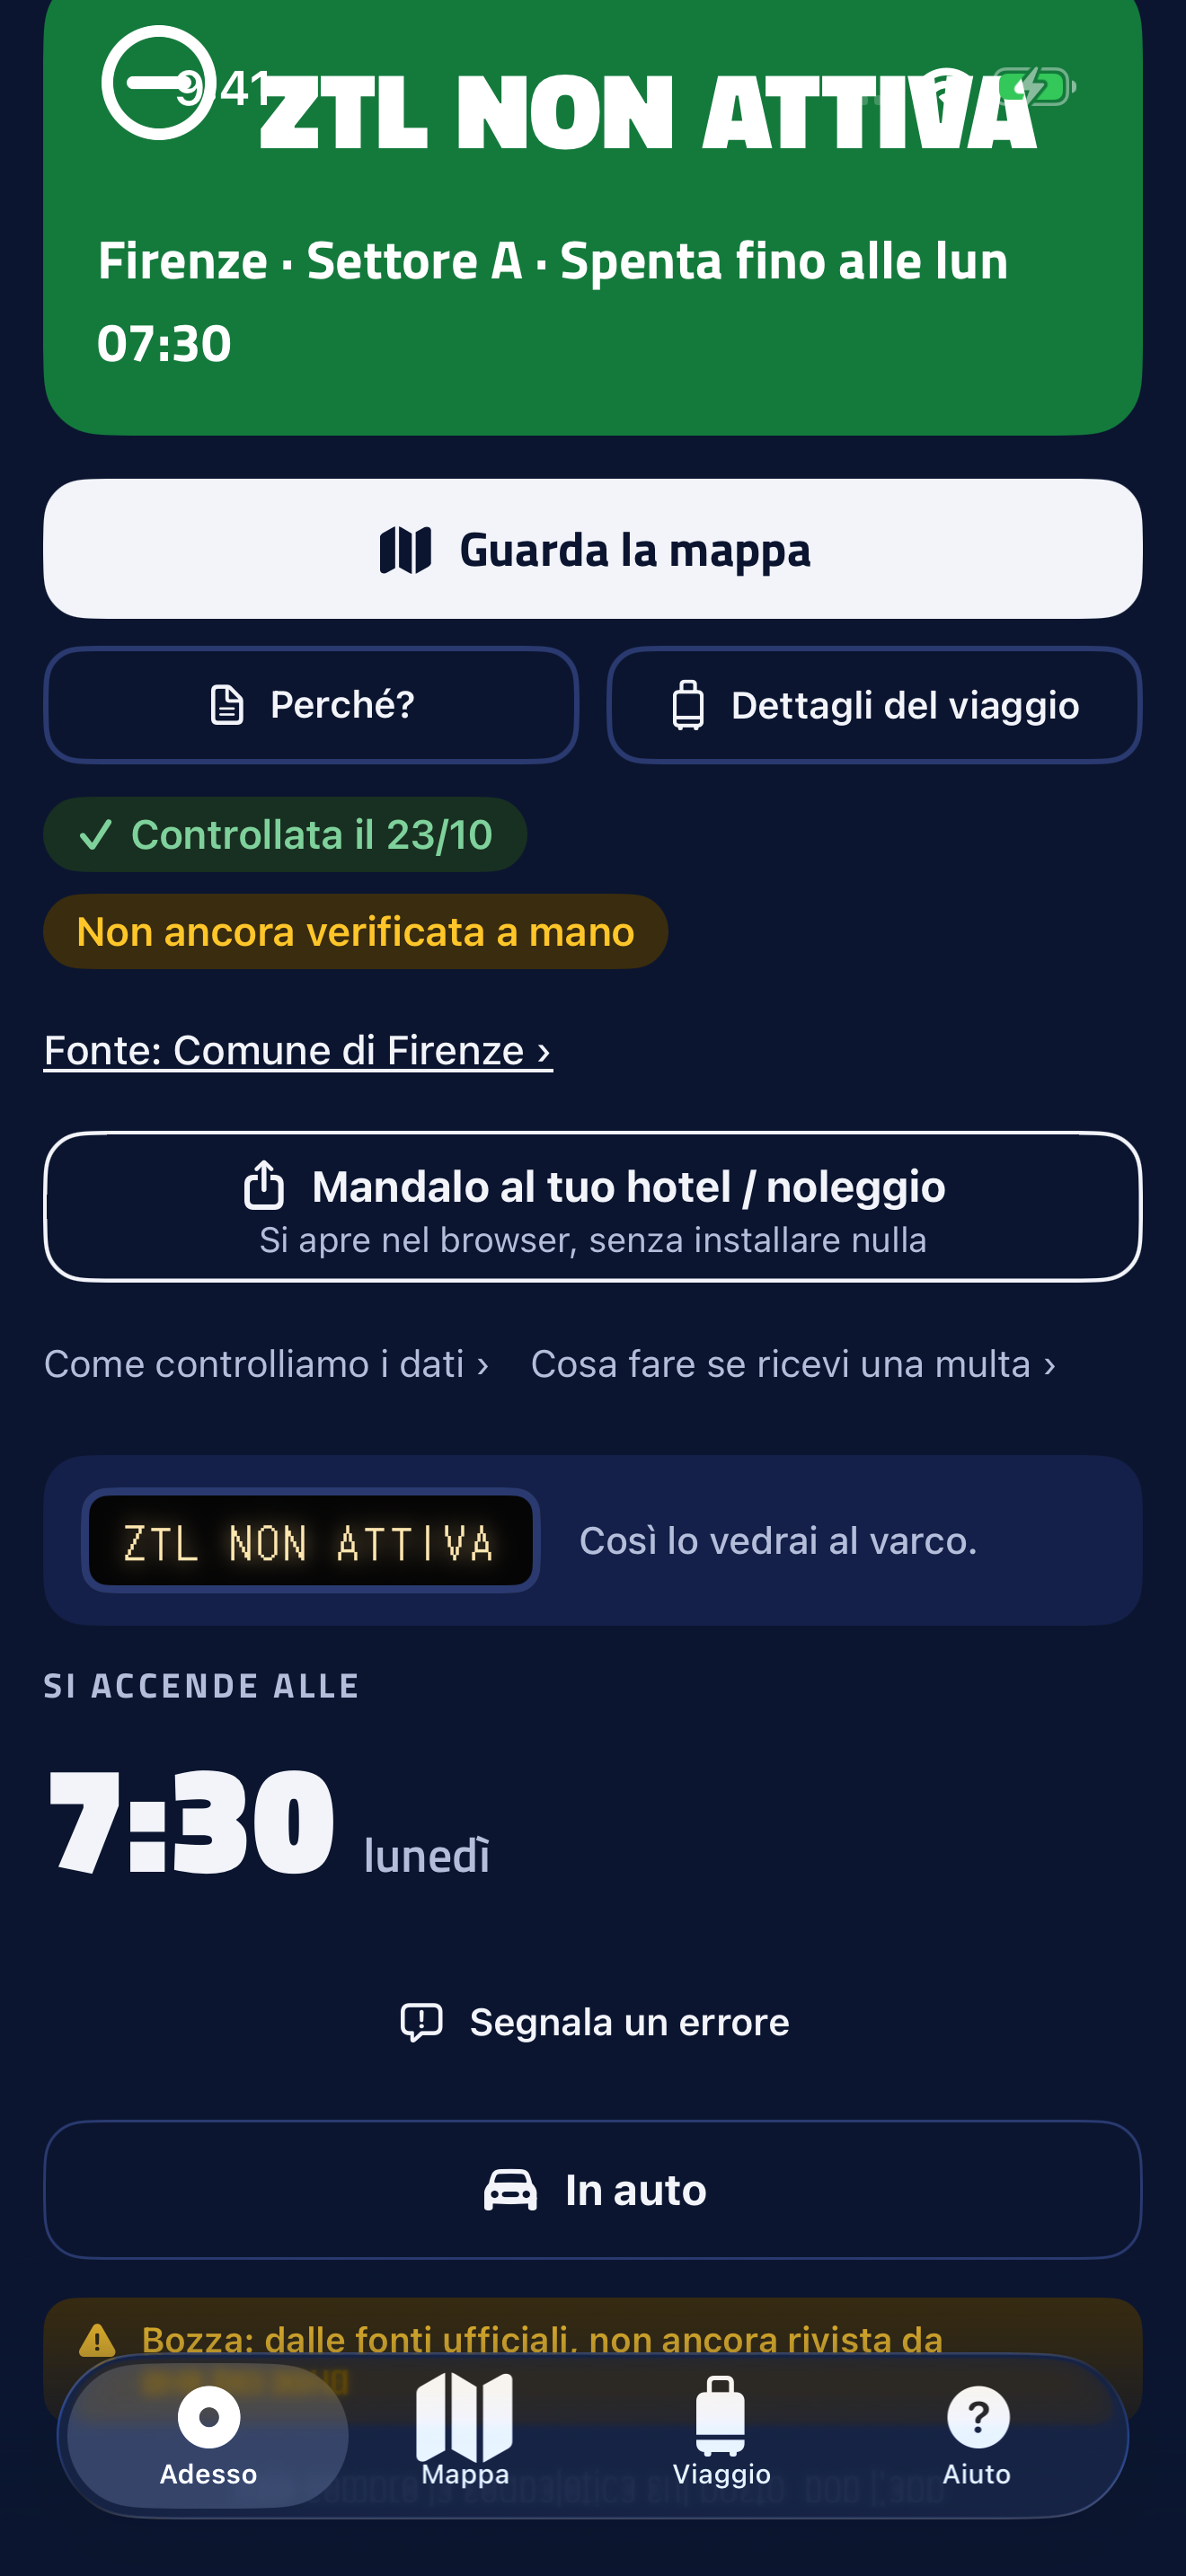 9:41
ZTL NON ATTIVA
Firenze · Settore A · Spenta fino alle lun
07:30
Guarda la mappa
Perché?
Dettagli del viaggio
Controllata il 23/10
Non ancora verificata a mano
Fonte: Comune di Firenze ›
Mandalo al tuo hotel / noleggio
Si apre nel browser, senza installare nulla
Come controlliamo i dati › Cosa fare se ricevi una multa ›
ZTL NON ATTIVA
Così lo vedrai al varco.
SI ACCENDE ALLE
7:30 lunedì
Segnala un errore
In auto
Bozza: dalle fonti ufficiali, non ancora rivista da
Adesso
Mappa
Viaggio
Aiuto